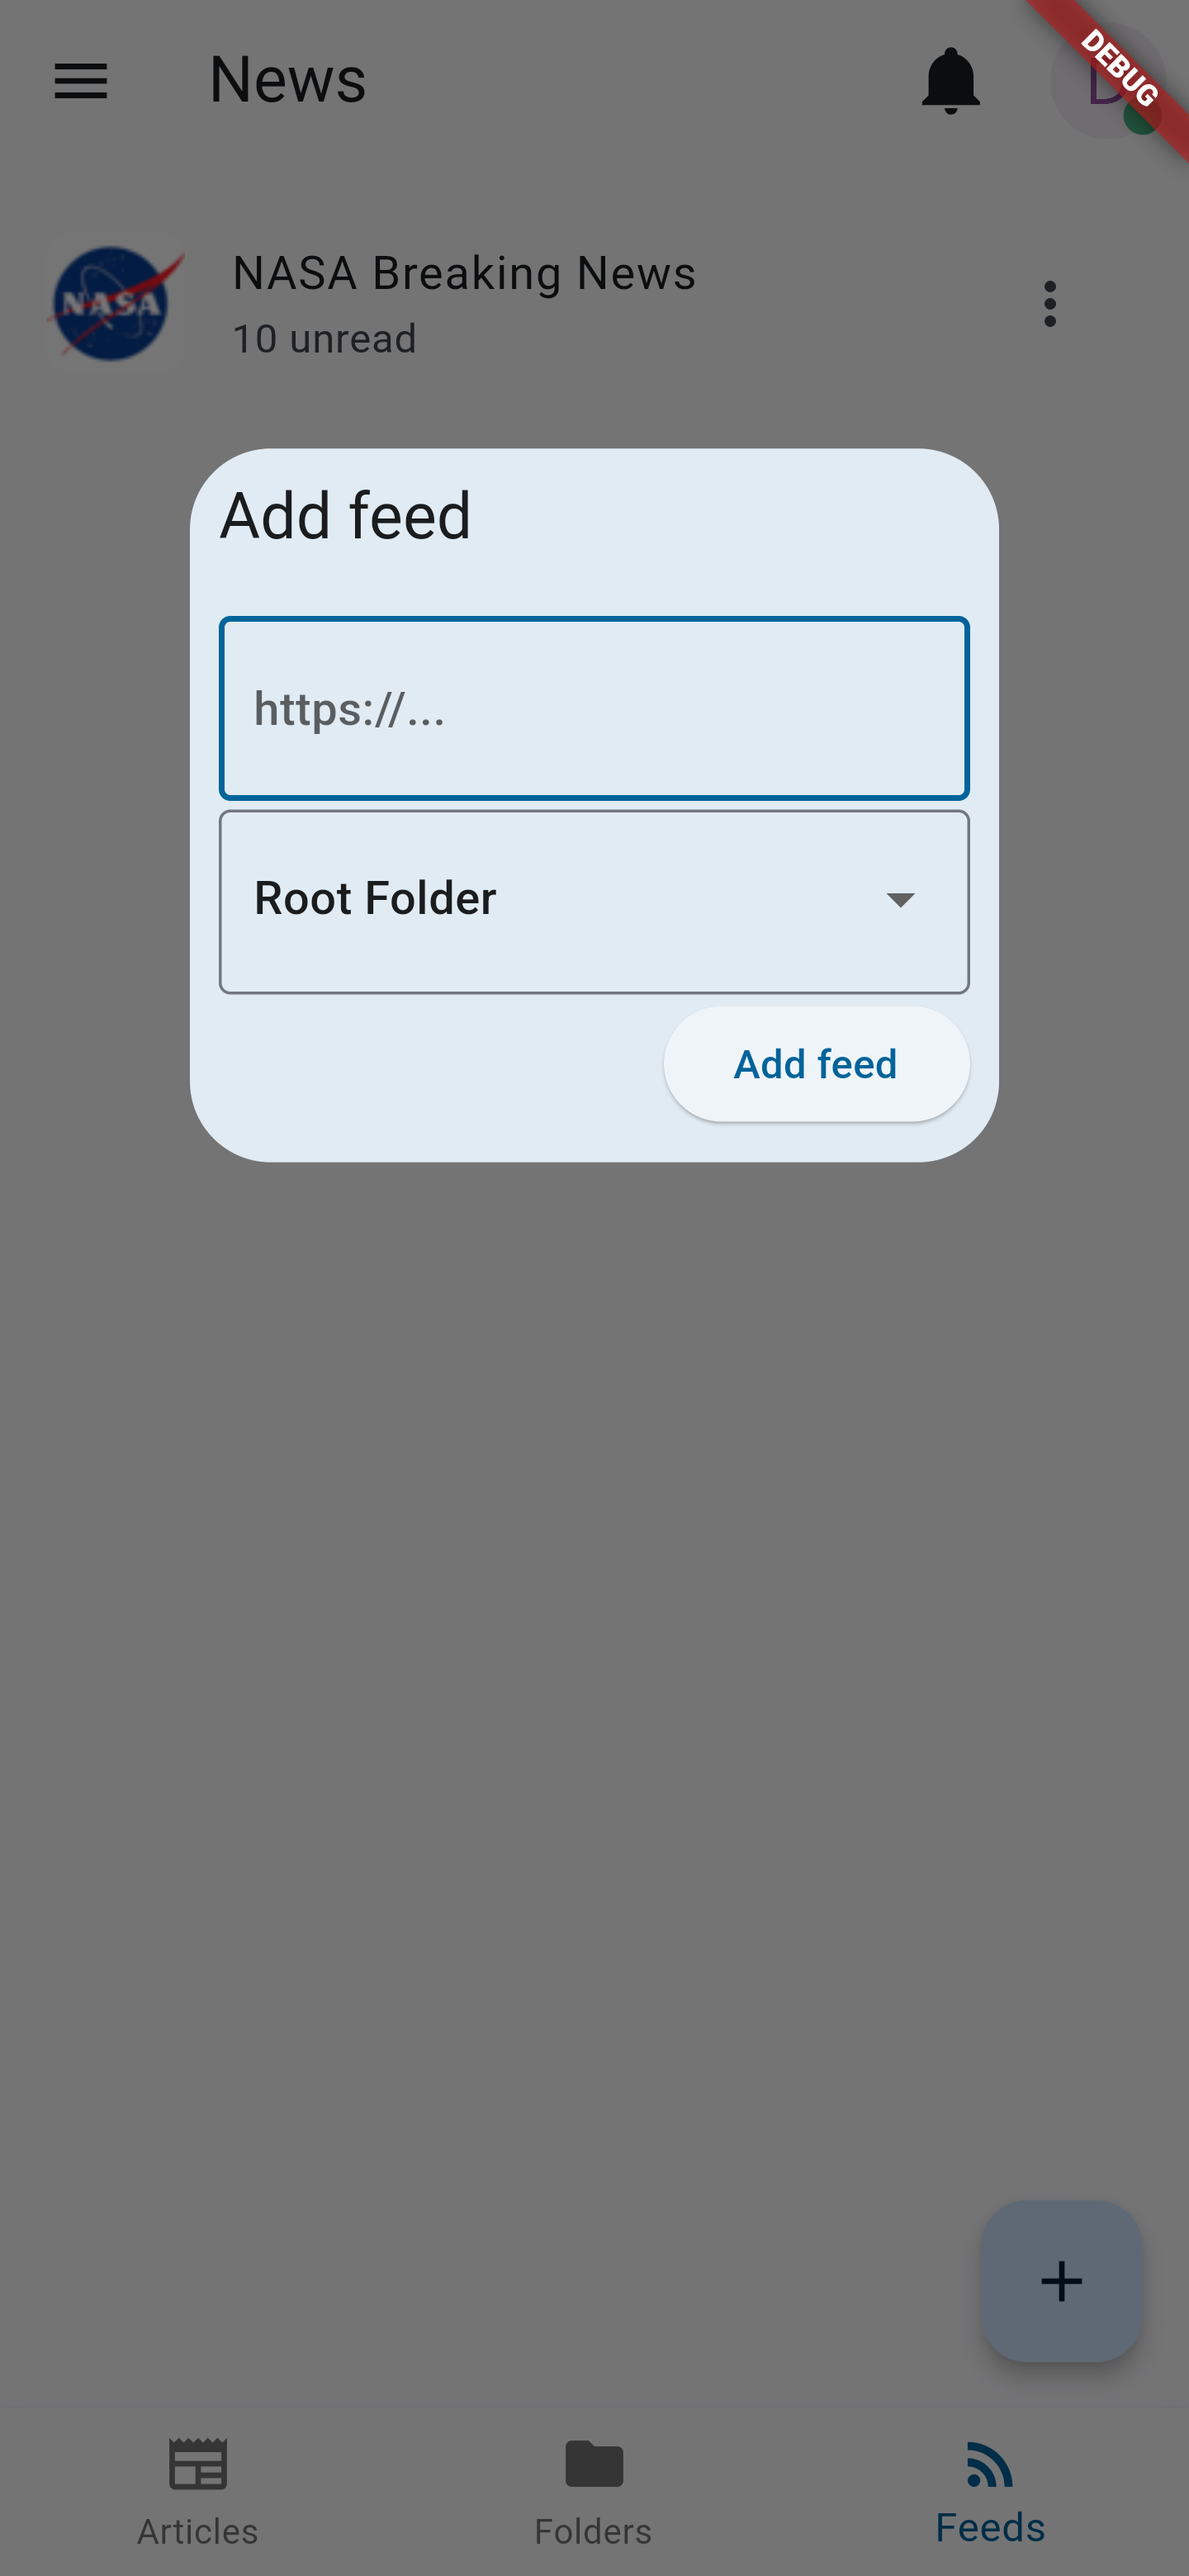 News
DEBUG
D
NASA
NASA Breaking News
10 unread
Add feed
https://...
Root Folder
Add feed
Articles
Folders
Feeds